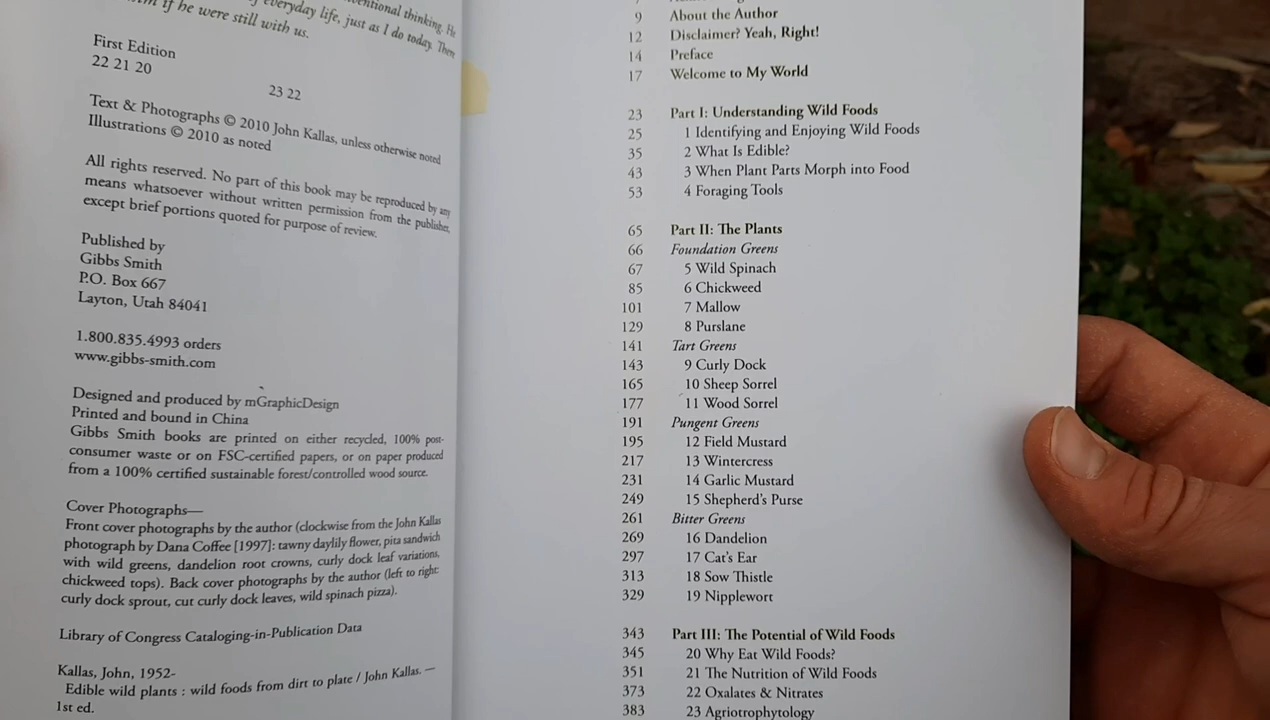 if he were still with us.
everyday life, just as I do today. There
thinking. He
First Edition
22 21 20
23 22
Text & Photographs © 2010 John Kallas, unless otherwise noted
Illustrations © 2010 as noted
All rights reserved. No part of this book may be reproduced by any
means whatsoever without written permission from the publisher,
except brief portions quoted for purpose of review.
Published by
Gibbs Smith
P.O. Box 667
Layton, Utah 84041
1.800.835.4993 orders
www.gibbs-smith.com
Designed and produced by mGraphicDesign
Printed and bound in China
Gibbs Smith books are printed on either recycled, 100% post-
consumer waste or on FSC-certified papers, or on paper produced
from a 100% certified sustainable forest/controlled wood source.
Cover Photographs—
Front cover photographs by the author (clockwise from the John Kallas
photograph by Dana Coffee [1997]: tawny daylily flower, pita sandwich
with wild greens, dandelion root crowns, curly dock leaf variations,
chickweed tops). Back cover photographs by the author (left to right:
curly dock sprout, cut curly dock leaves, wild spinach pizza).
Library of Congress Cataloging-in-Publication Data
Kallas, John, 1952-
Edible wild plants : wild foods from dirt to plate / John Kallas. —
1st ed.
9 About the Author
12 Disclaimer? Yeah, Right!
14 Preface
17 Welcome to My World
23 Part I: Understanding Wild Foods
25 1 Identifying and Enjoying Wild Foods
35 2 What Is Edible?
43 3 When Plant Parts Morph into Food
53 4 Foraging Tools
65 Part II: The Plants
66 Foundation Greens
67 5 Wild Spinach
85 6 Chickweed
101 7 Mallow
129 8 Purslane
141 Tart Greens
143 9 Curly Dock
165 10 Sheep Sorrel
177 11 Wood Sorrel
191 Pungent Greens
195 12 Field Mustard
217 13 Wintercress
231 14 Garlic Mustard
249 15 Shepherd's Purse
261 Bitter Greens
269 16 Dandelion
297 17 Cat's Ear
313 18 Sow Thistle
329 19 Nipplewort
343 Part III: The Potential of Wild Foods
345 20 Why Eat Wild Foods?
351 21 The Nutrition of Wild Foods
373 22 Oxalates & Nitrates
383 23 Agriotrophytology